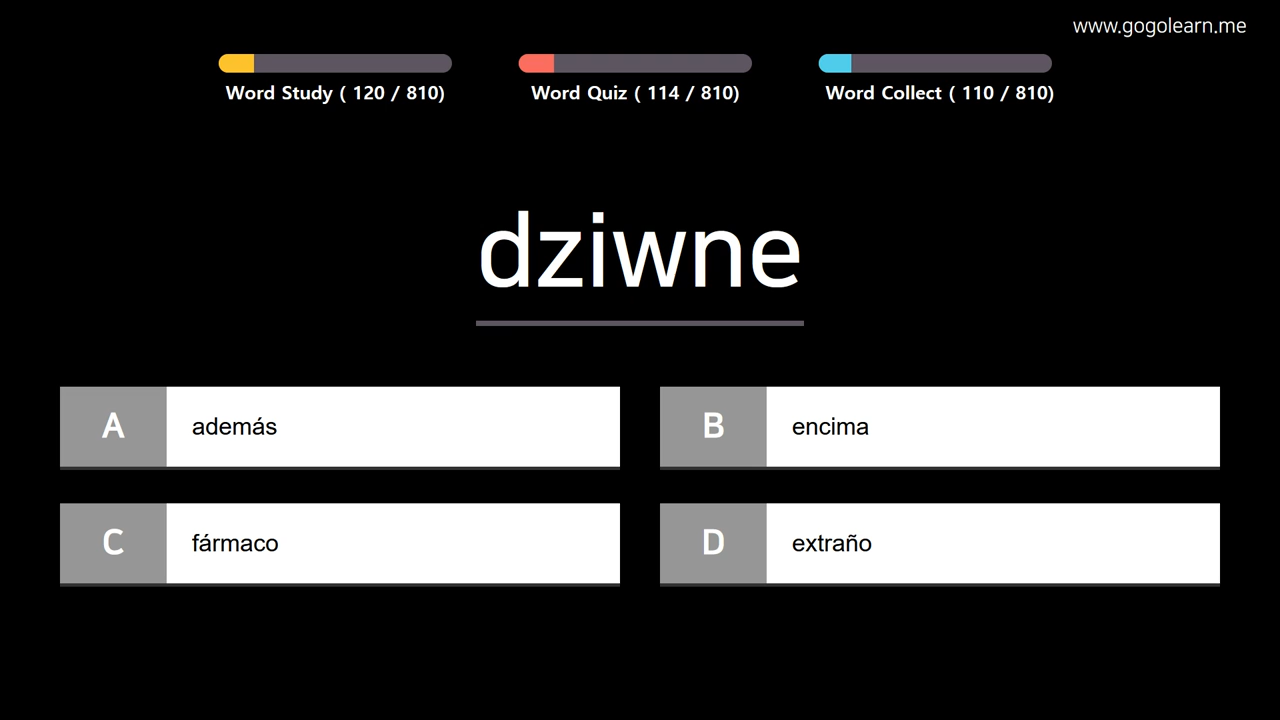 www.gogolearn.me
Word Study ( 120 / 810)
Word Quiz ( 114 / 810)
Word Collect ( 110 / 810)
dziwne
A
además
B
encima
C
fármaco
D
extraño